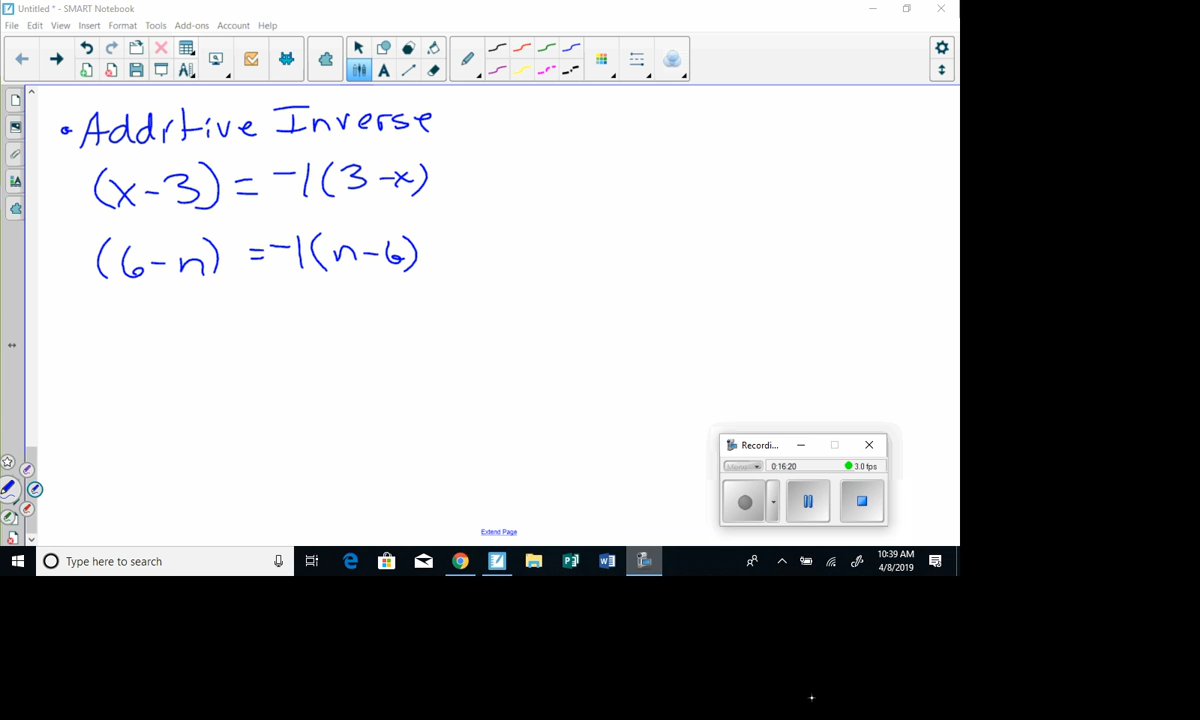 Untitled * - SMART Notebook
File Edit View Insert Format Tools Add-ons Account Help
• Additive Inverse
(x-3) = -1(3-x)
(6-n) = -1(n-6)
Recordi...
0:16:20 3.0 fps
Extend Page
Type here to search
10:39 AM
4/8/2019